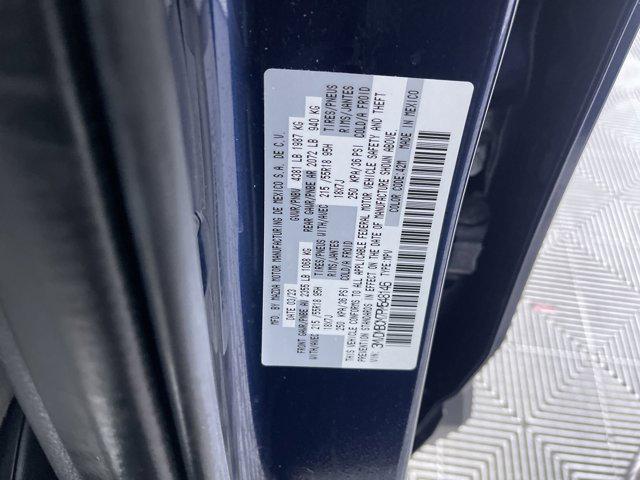 MFD. BY MAZDA MOTOR MANUFACTURING DE MEXICO S.A. DE C.V.
DATE 03/23 GVWR/PNBV 4381 LB 1987 KG
FRONT GAWR/PNBE AV 2355 LB 1068 KG REAR GAWR/PNBE AR 2072 LB 940 KG
WITH/AVEC 215 /55R18 95H TIRES/PNEUS WITH/AVEC 215 /55R18 95H TIRES/PNEUS
18X7J RIMS/JANTES 18X7J RIMS/JANTES
250 KPA/36 PSI COLD/A FROID 250 KPA/36 PSI COLD/A FROID
THIS VEHICLE CONFORMS TO ALL APPLICABLE FEDERAL MOTOR VEHICLE SAFETY AND THEFT
PREVENTION STANDARDS IN EFFECT ON THE DATE OF MANUFACTURE SHOWN ABOVE.
VIN: TYPE:MPV COLOR CODE:42M MADE IN MEXICO